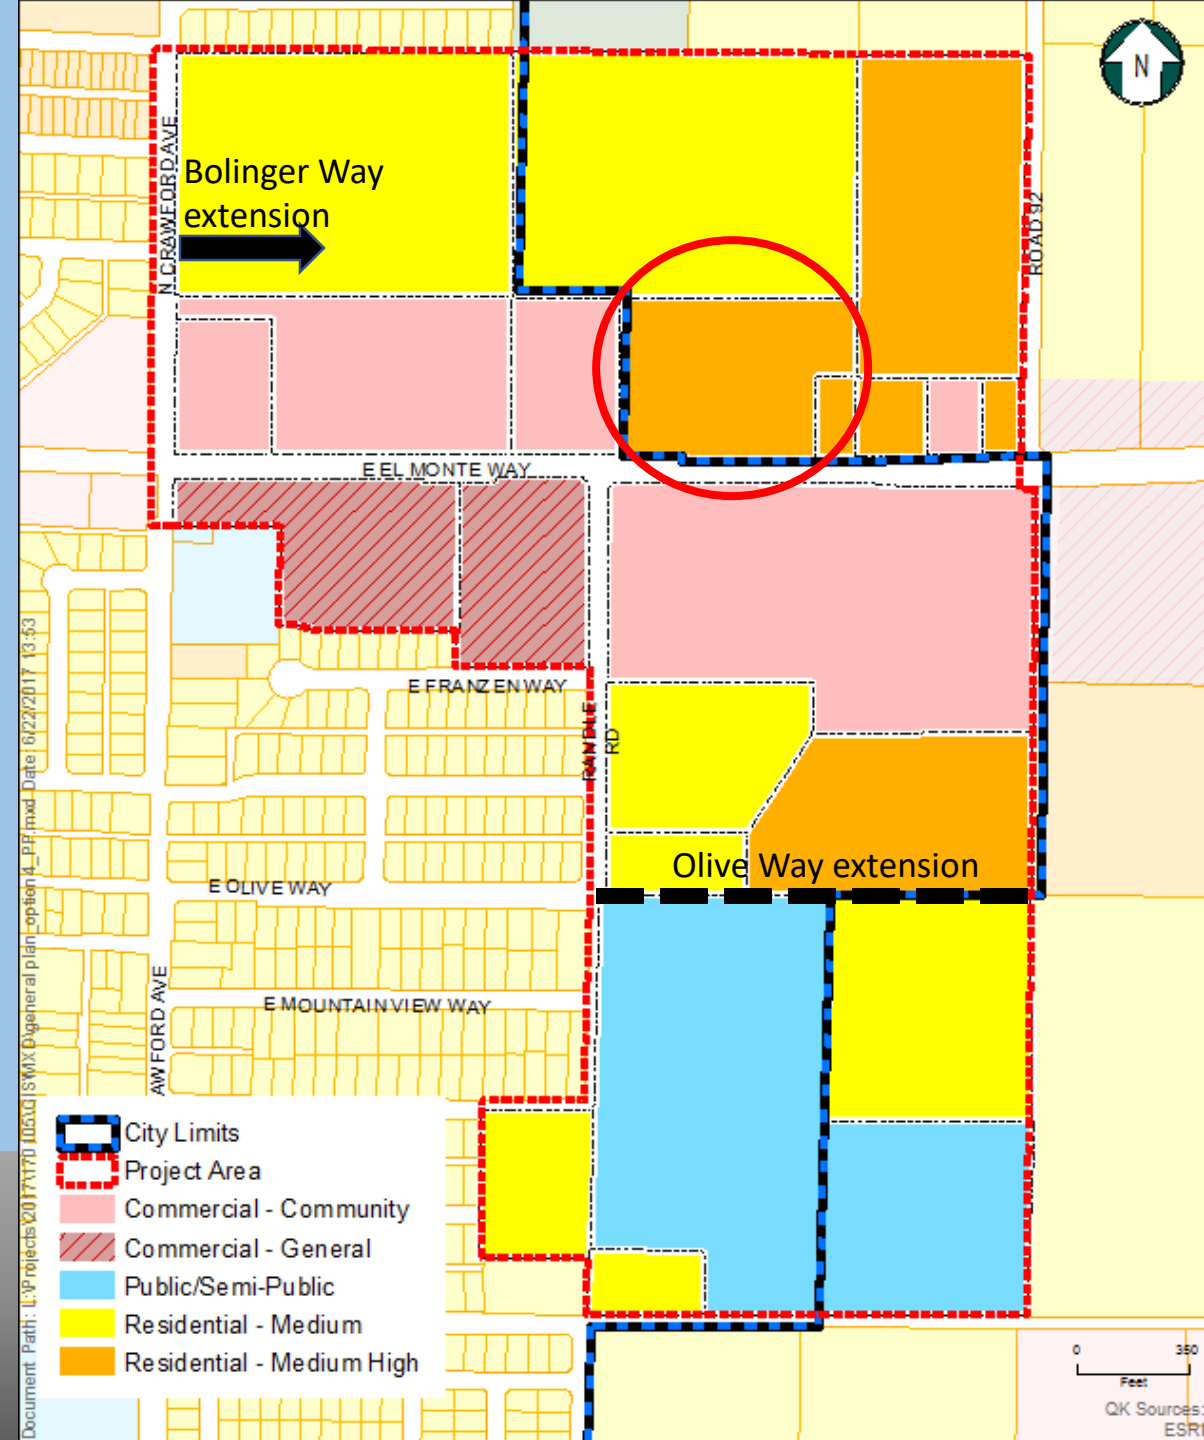 N
N CRAWFORD AVE
Bolinger Way
extension
ROAD 92
E EL MONTE WAY
E FRANZEN WAY
RANDLE
RD
Olive Way extension
E OLIVE WAY
E MOUNTAIN VIEW WAY
AWFORD AVE
City Limits
Project Area
Commercial - Community
Commercial - General
Public/Semi-Public
Residential - Medium
Residential - Medium High
0 350
Feet
QK Sources:
ESRI